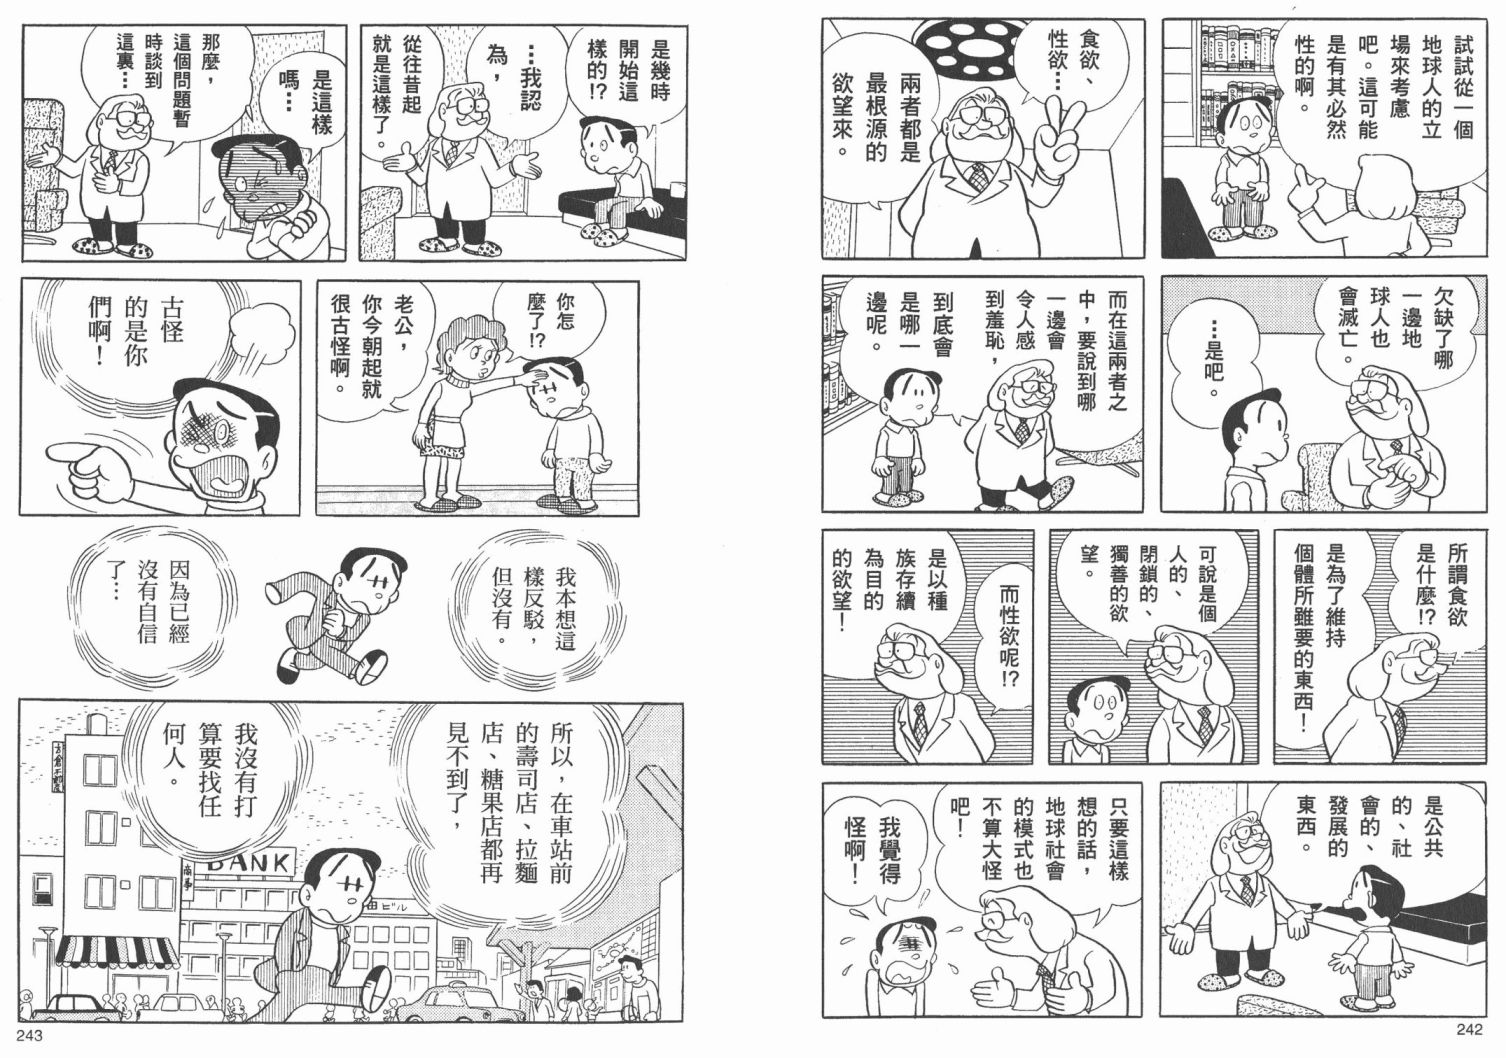 試試從一個
地球人的立
場來考慮
吧。這可能
是有其必然
性的啊。
食欲、
性欲…
兩者都是
最根源的
欲望來。
欠缺了哪
一邊地
球人也
會滅亡。
…是吧。
而在這兩者之
中，要說到哪
一邊會
令人感
到羞恥，
到底會
是哪一
邊呢。
所謂食欲
是什麼!?
是為了維持
個體所雖要的東西！
可說是個
人的、
閉鎖的、
獨善的欲
望。
而性欲呢!?
是以種
族存續
為目的
的欲望！
是公共
的、社
會的、
發展的
東西。
只要這樣
想的話，
地球社會
的模式也
不算大怪
吧！
我覺得
怪啊！
242
是幾時
開始這
樣的!?
…我認
為，
從往昔起
就是這樣了。
是這樣
嗎…
那麼，
這個問題暫
時談到
這裏…
你怎
麼了!?
老公，
你今朝起就
很古怪啊。
古怪
的是你
們啊！
我本想這
樣反駁，
但沒有。
因為已經
沒有自信
了…
所以，在車站前
的壽司店、拉麵
店、糖果店都再
見不到了，
我沒有打
算要找任
何人。
BANK
商事
田ビル
243